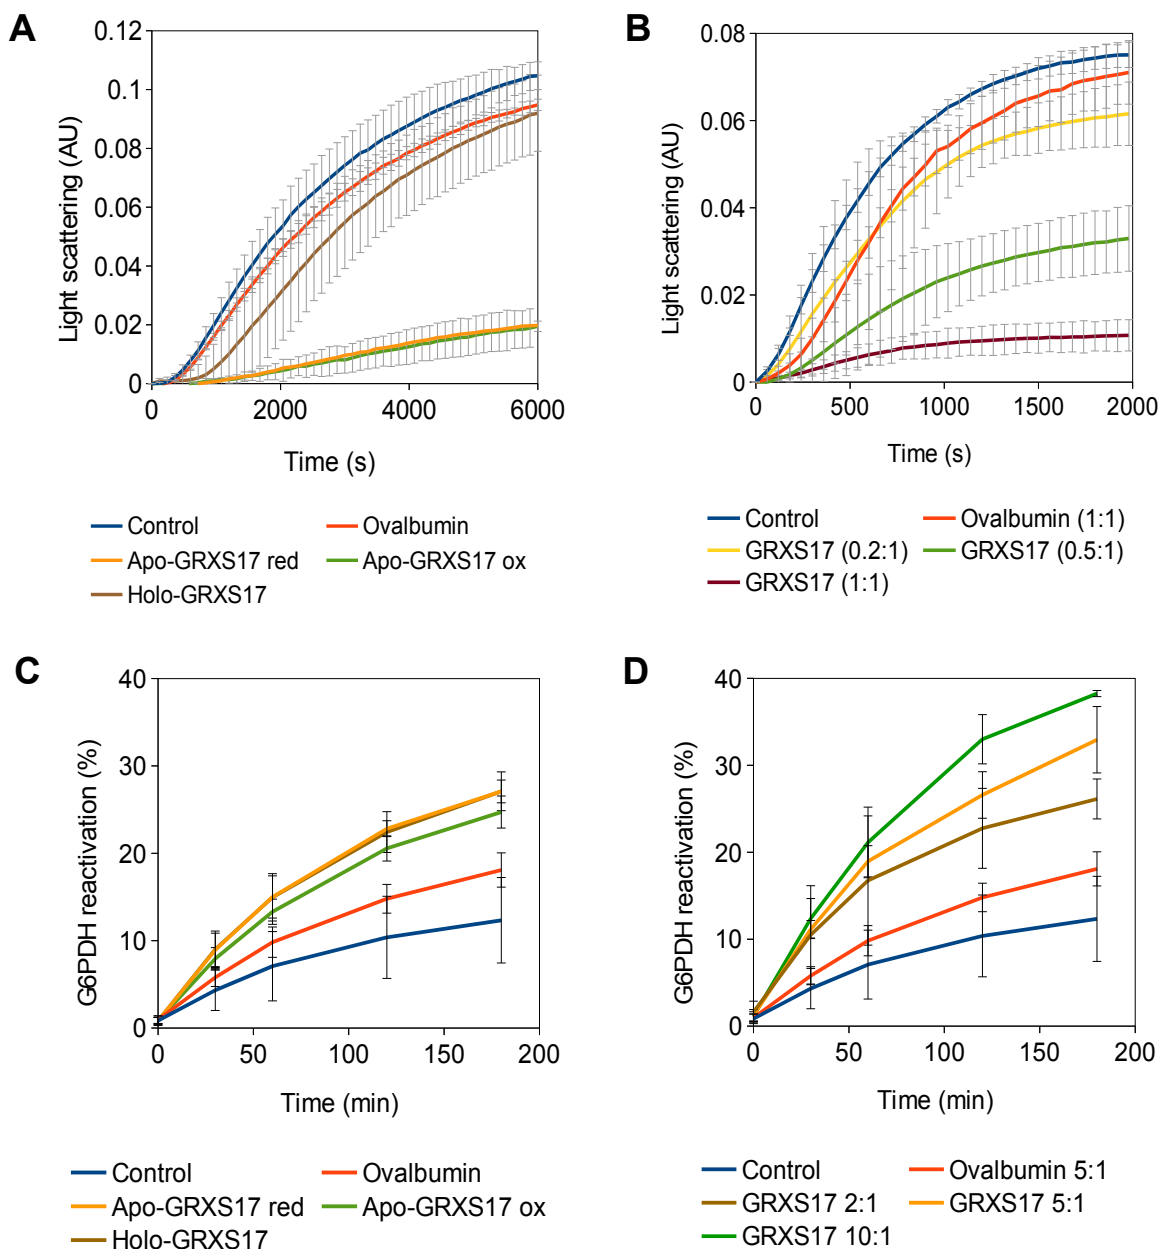 A
0.12
0.1
0.08
0.06
0.04
0.02
0
Light scattering (AU)
0 2000 4000 6000
Time (s)
Control Ovalbumin
Apo-GRXS17 red Apo-GRXS17 ox
Holo-GRXS17
B
0.08
0.06
0.04
0.02
0
Light scattering (AU)
0 500 1000 1500 2000
Time (s)
Control Ovalbumin (1:1)
GRXS17 (0.2:1) GRXS17 (0.5:1)
GRXS17 (1:1)
C
40
30
20
10
0
G6PDH reactivation (%)
0 50 100 150 200
Time (min)
Control Ovalbumin
Apo-GRXS17 red Apo-GRXS17 ox
Holo-GRXS17
D
40
30
20
10
0
G6PDH reactivation (%)
0 50 100 150 200
Time (min)
Control Ovalbumin 5:1
GRXS17 2:1 GRXS17 5:1
GRXS17 10:1